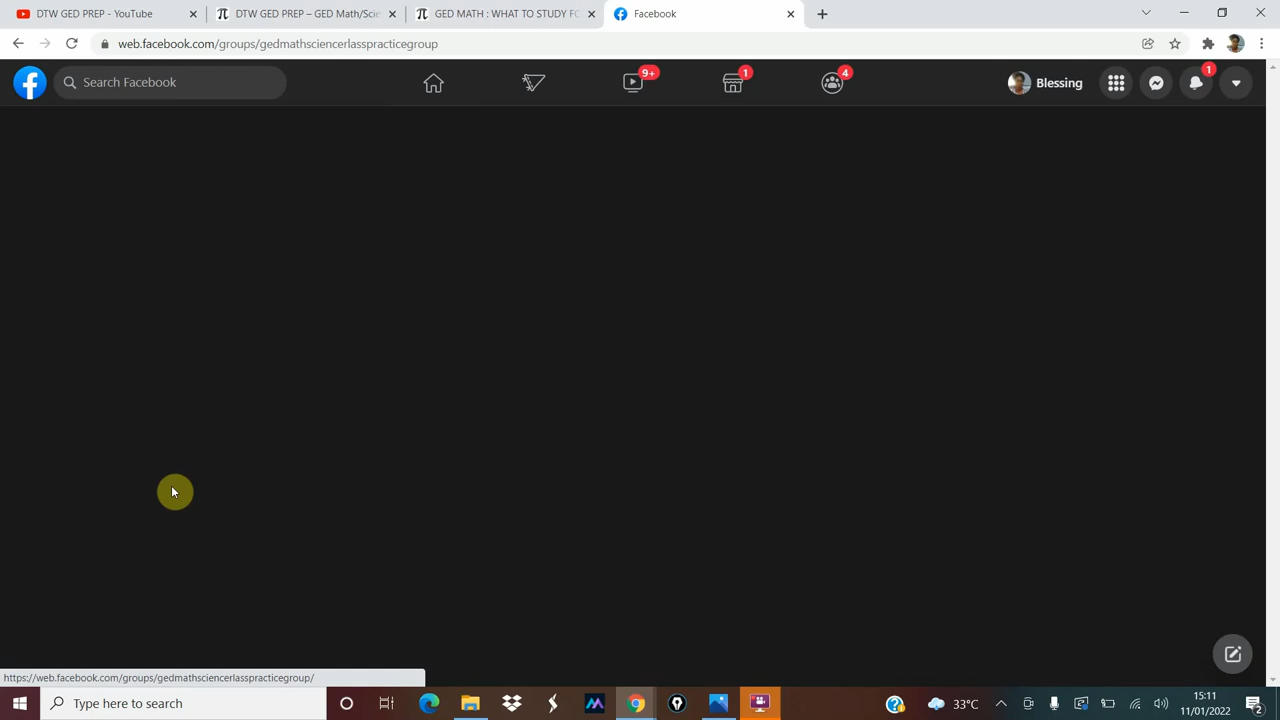 DTW GED PREP - YouTube
DTW GED PREP – GED Math/Scie
GED MATH : WHAT TO STUDY FO
Facebook
web.facebook.com/groups/gedmathsciencerlasspracticegroup
Search Facebook
9+
1
4
Blessing
1
https://web.facebook.com/groups/gedmathsciencerlasspracticegroup/
Type here to search
33°C
15:11
11/01/2022
2